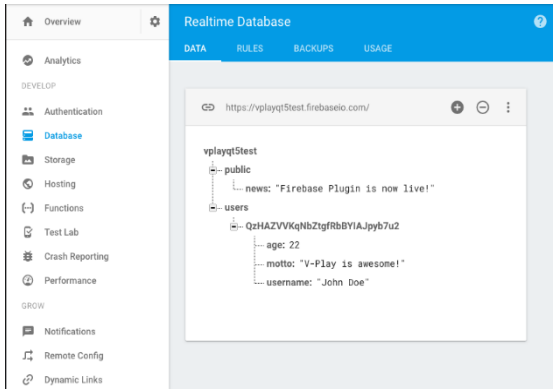 Overview
Analytics
DEVELOP
Authentication
Database
Storage
Hosting
Functions
Test Lab
Crash Reporting
Performance
GROW
Notifications
Remote Config
Dynamic Links
Realtime Database
DATA RULES BACKUPS USAGE
https://vplayqt5test.firebaseio.com/
vplayqt5test
public
news: "Firebase Plugin is now live!"
users
QzHAZVVKqNbZtgfRbBYIAJpyb7u2
age: 22
motto: "V-Play is awesome!"
username: "John Doe"